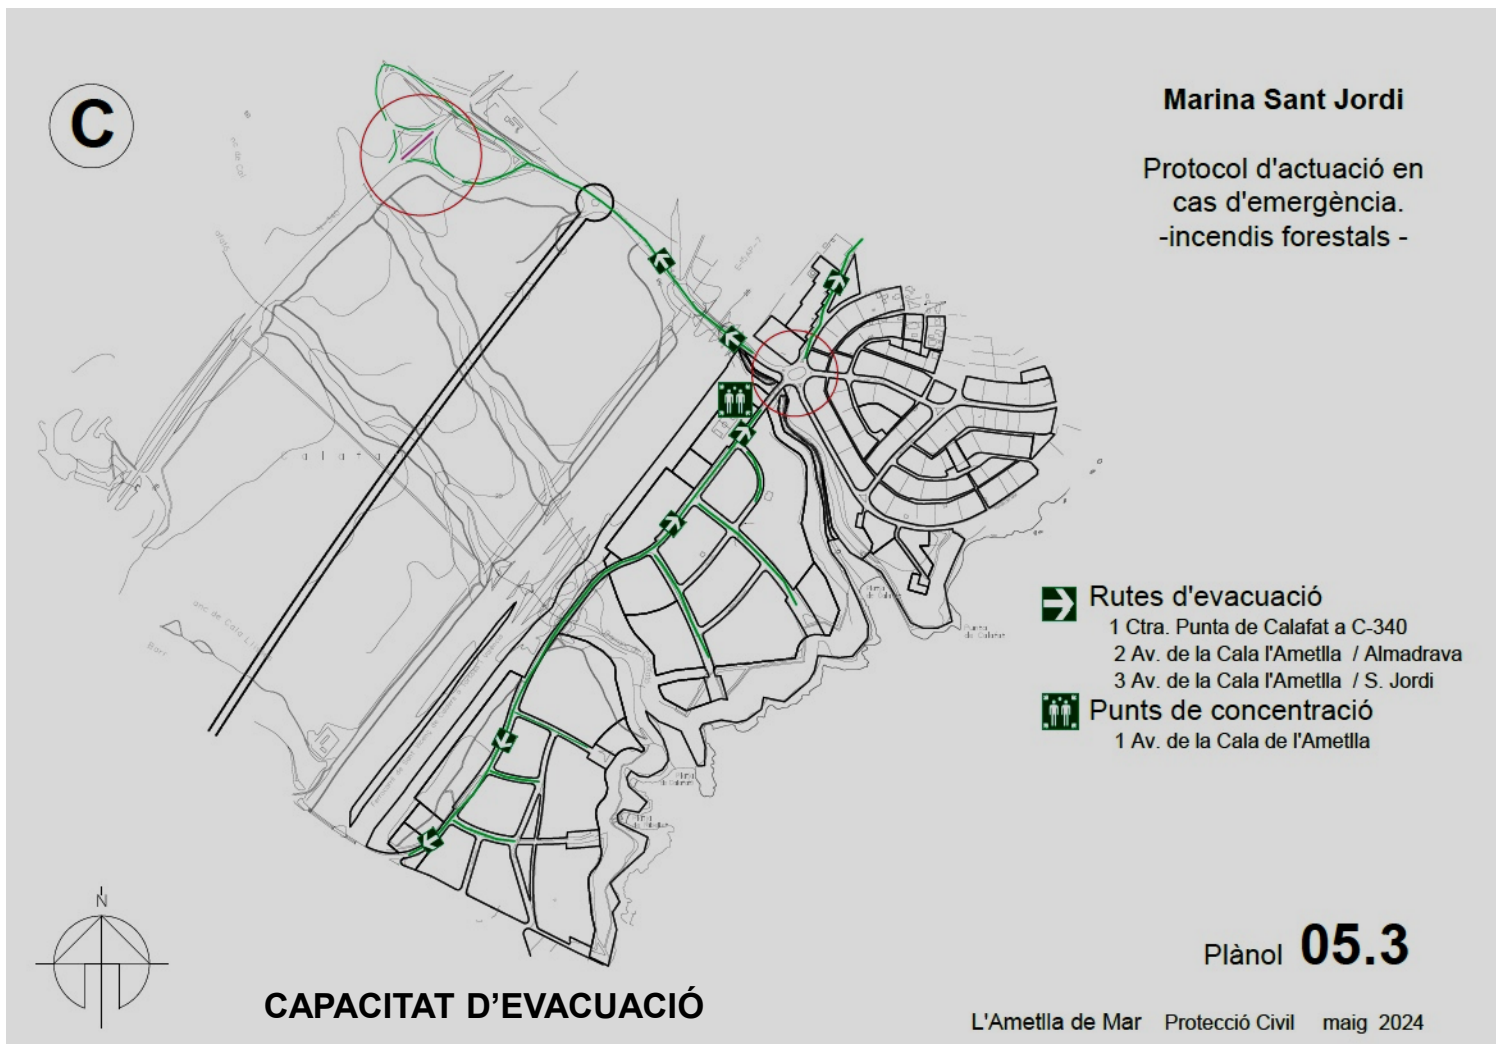 C
Marina Sant Jordi
Protocol d'actuació en
cas d'emergència.
-incendis forestals -
N
Rutes d'evacuació
1 Ctra. Punta de Calafat a C-340
2 Av. de la Cala l'Ametlla / Almadrava
3 Av. de la Cala l'Ametlla / S. Jordi
Punts de concentració
1 Av. de la Cala de l'Ametlla
Plànol 05.3
CAPACITAT D’EVACUACIÓ
L'Ametlla de Mar Protecció Civil maig 2024